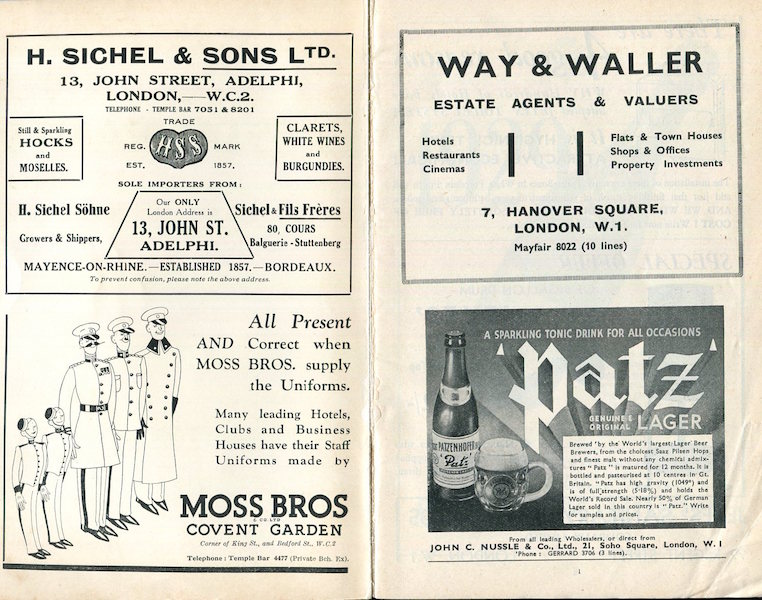 H. SICHEL & SONS LTD.
13, JOHN STREET, ADELPHI,
LONDON,—W.C.2.
TELEPHONE - TEMPLE BAR 7051 & 8201
TRADE
Still & Sparkling
HOCKS
and
MOSELLES.
REG. HSS MARK
EST. 1857.
CLARETS,
WHITE WINES
and
BURGUNDIES.
SOLE IMPORTERS FROM:
H. Sichel Söhne
Growers & Shippers,
Our ONLY
London Address is
13, JOHN ST.
ADELPHI.
Sichel & Fils Frères
80, COURS
Balguerie - Stuttenberg
MAYENCE-ON-RHINE.—ESTABLISHED 1857.—BORDEAUX.
To prevent confusion, please note the above address.
All Present
AND Correct when
MOSS BROS. supply
the Uniforms.
Many leading Hotels,
Clubs and Business
Houses have their Staff
Uniforms made by
MOSS BROS
& CO LTD
COVENT GARDEN
Corner of King St., and Bedford St., W.C.2
Telephone: Temple Bar 4477 (Private Bch. Ex).
WAY & WALLER
ESTATE AGENTS & VALUERS
Hotels
Restaurants
Cinemas
Flats & Town Houses
Shops & Offices
Property Investments
7, HANOVER SQUARE,
LONDON, W.1.
Mayfair 8022 (10 lines)
A SPARKLING TONIC DRINK FOR ALL OCCASIONS
'Patz'
GENUINE &
ORIGINAL LAGER
PATZENHOFER
"Patz"
Brewed by the World's largest Lager Beer
Brewers, from the choicest Saaz Pilsen Hops
and finest malt without any chemical admix-
tures "Patz" is matured for 12 months. It is
bottled and pasteurised at 10 centres in Gt.
Britain. "Patz has high gravity (1049°) and
is of full strength (5·18%) and holds the
World's Record Sale. Nearly 50% of German
Lager sold in this country is "Patz." Write
for samples and prices.
From all leading Wholesalers, or direct from
JOHN C. NUSSLE & Co., Ltd., 21, Soho Square, London, W.1
'Phone: GERRARD 3706 (3 lines).
1